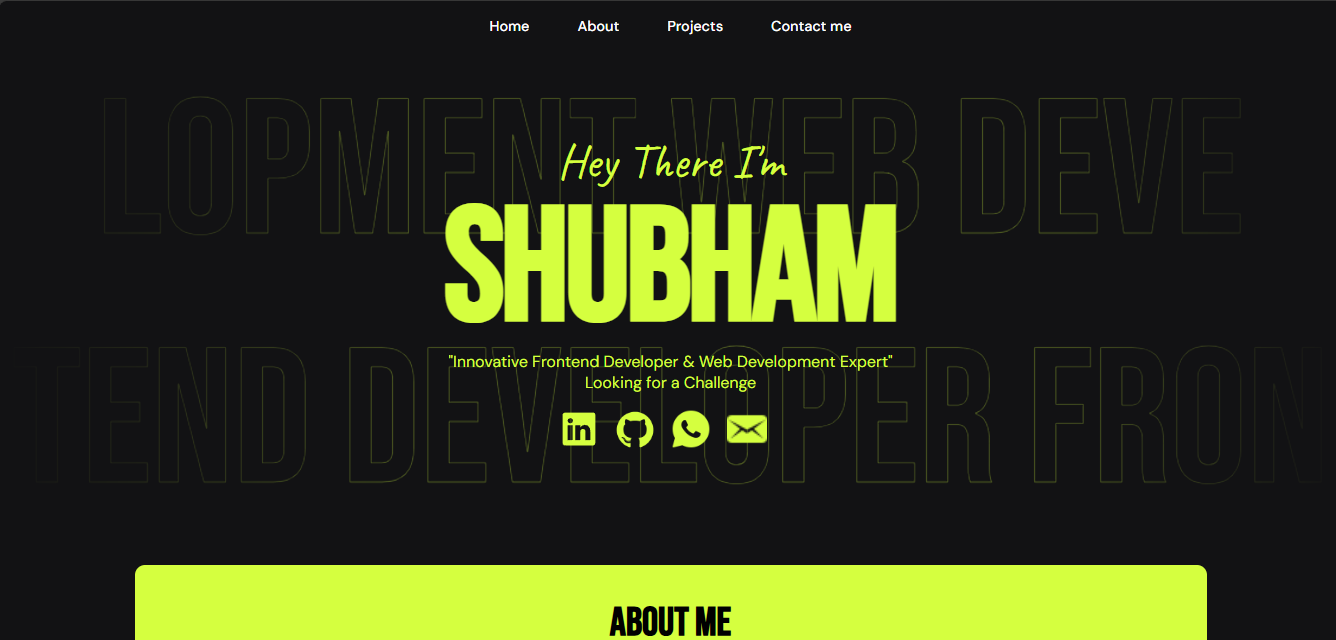 Home About Projects Contact me
LOPMENT WEB DEVE
Hey There I'm
SHUBHAM
"Innovative Frontend Developer & Web Development Expert"
Looking for a Challenge
TEND DEVELOPER FRON
in
ABOUT ME